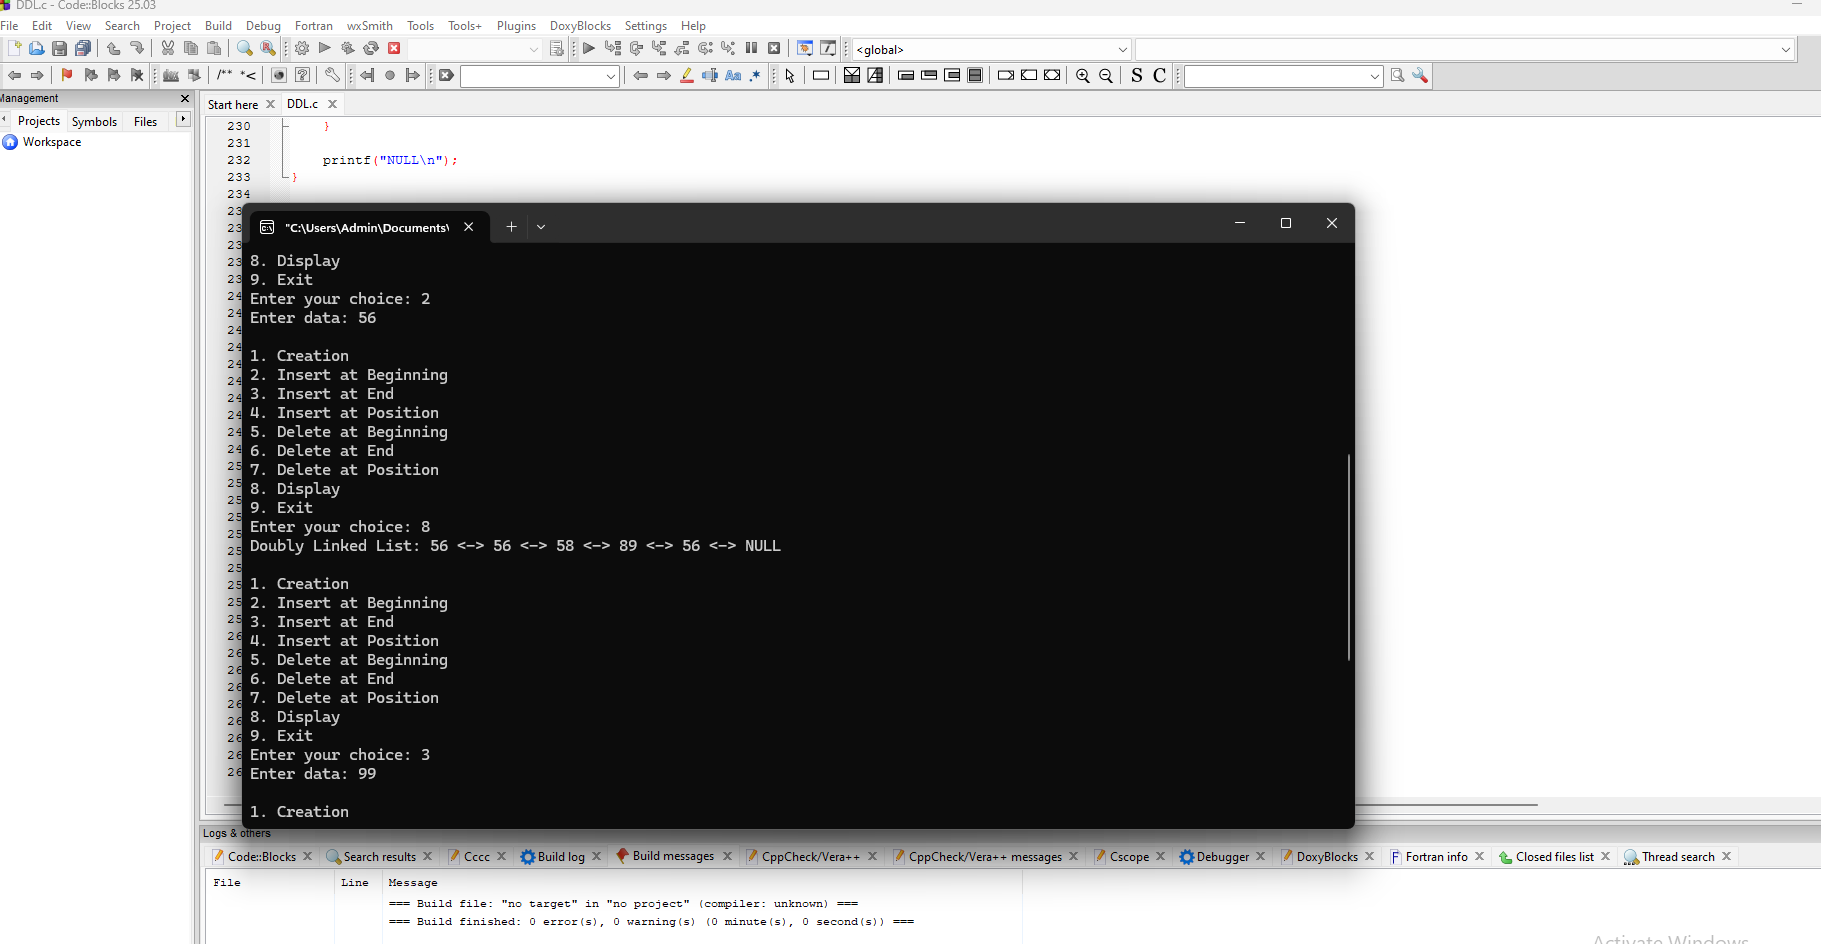 DDL.c - Code::Blocks 25.03
File Edit View Search Project Build Debug Fortran wxSmith Tools Tools+ Plugins DoxyBlocks Settings Help
<global>
/** *<
Aa .*
S C
Management
Start here DDL.c
Projects Symbols Files
Workspace
230 }
231
232 printf("NULL\n");
233 }
234
"C:\Users\Admin\Documents\
8. Display
9. Exit
Enter your choice: 2
Enter data: 56
1. Creation
2. Insert at Beginning
3. Insert at End
4. Insert at Position
5. Delete at Beginning
6. Delete at End
7. Delete at Position
8. Display
9. Exit
Enter your choice: 8
Doubly Linked List: 56 <-> 56 <-> 58 <-> 89 <-> 56 <-> NULL
1. Creation
2. Insert at Beginning
3. Insert at End
4. Insert at Position
5. Delete at Beginning
6. Delete at End
7. Delete at Position
8. Display
9. Exit
Enter your choice: 3
Enter data: 99
1. Creation
Logs & others
Code::Blocks Search results Cccc Build log Build messages CppCheck/Vera++ CppCheck/Vera++ messages Cscope Debugger DoxyBlocks Fortran info Closed files list Thread search
File Line Message
=== Build file: "no target" in "no project" (compiler: unknown) ===
=== Build finished: 0 error(s), 0 warning(s) (0 minute(s), 0 second(s)) ===
Activate Windows